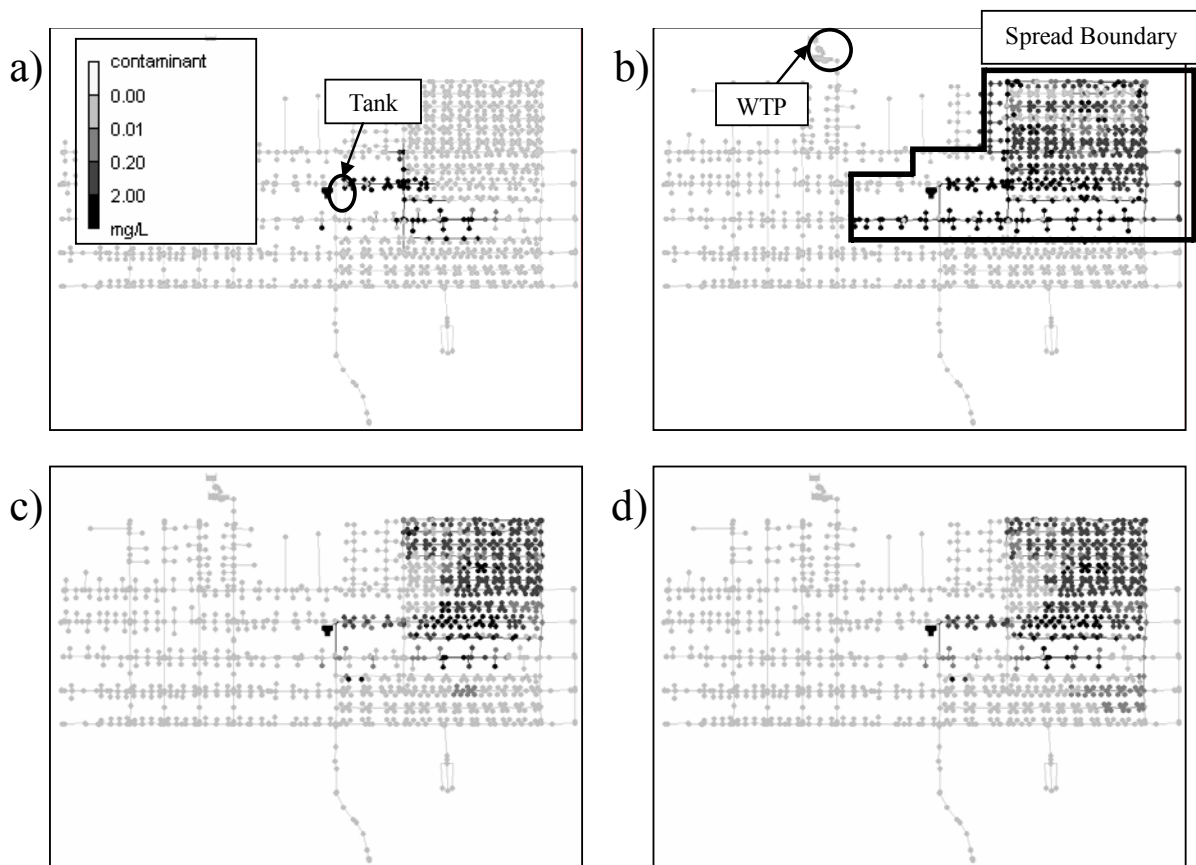 a)
contaminant
0.00
0.01
0.20
2.00
mg/L
Tank
b)
WTP
Spread Boundary
c)
d)